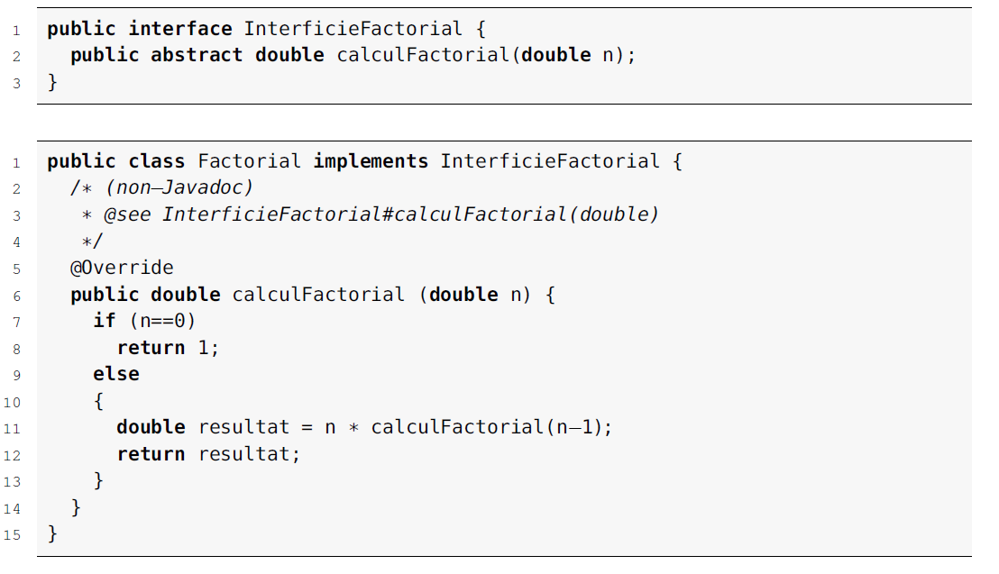 1 public interface InterficieFactorial {
2 public abstract double calculFactorial(double n);
3 }
1 public class Factorial implements InterficieFactorial {
2 /* (non–Javadoc)
3 * @see InterficieFactorial#calculFactorial(double)
4 */
5 @Override
6 public double calculFactorial (double n) {
7 if (n==0)
8 return 1;
9 else
10 {
11 double resultat = n * calculFactorial(n–1);
12 return resultat;
13 }
14 }
15 }